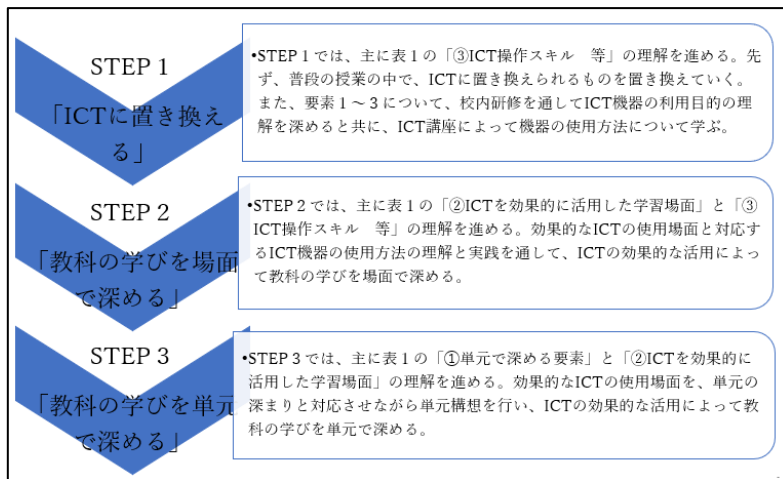 STEP 1
「ICTに置き換え
る」
•STEP 1では、主に表1の「③ICT操作スキル　等」の理解を進める。先
ず、普段の授業の中で、ICTに置き換えられるものを置き換えていく。
また、要素1～3について、校内研修を通してICT機器の利用目的の理
解を深めると共に、ICT講座によって機器の使用方法について学ぶ。
STEP 2
「教科の学びを場面
で深める」
•STEP 2では、主に表1の「②ICTを効果的に活用した学習場面」と「③
ICT操作スキル　等」の理解を進める。効果的なICTの使用場面と対応す
るICT機器の使用方法の理解と実践を通して、ICTの効果的な活用によっ
て教科の学びを場面で深める。
STEP 3
「教科の学びを単元
で深める」
•STEP 3では、主に表1の「①単元で深める要素」と「②ICTを効果的に
活用した学習場面」の理解を進める。効果的なICTの使用場面を、単元の
深まりと対応させながら単元構想を行い、ICTの効果的な活用によって教
科の学びを単元で深める。